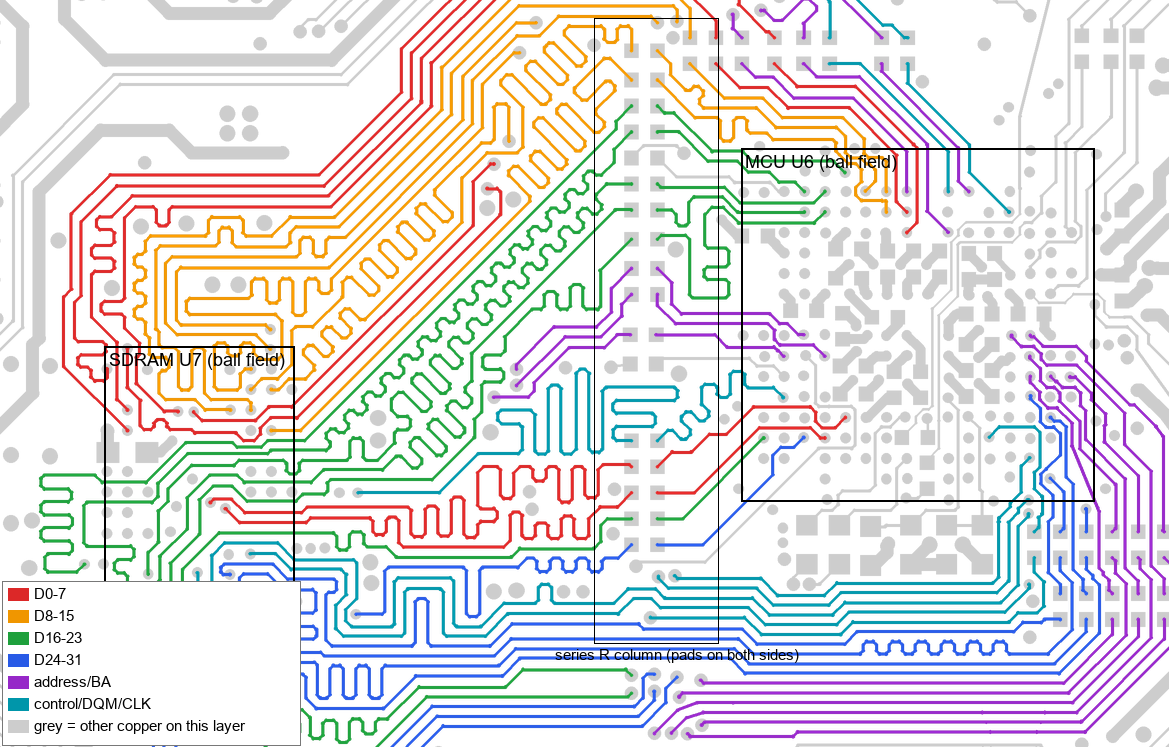 MCU U6 (ball field)
SDRAM U7 (ball field)
D0-7
D8-15
D16-23
D24-31
address/BA
control/DQM/CLK
grey = other copper on this layer
series R column (pads on both sides)